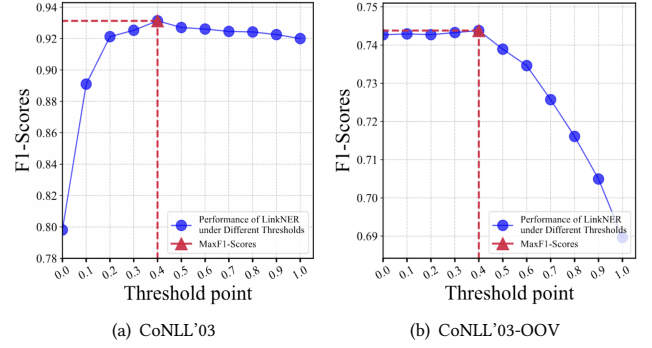 0.94
0.92
0.90
0.88
0.86
0.84
0.82
0.80
0.78
F1-Scores
0.0 0.1 0.2 0.3 0.4 0.5 0.6 0.7 0.8 0.9 1.0
Threshold point
Performance of LinkNER
under Different Thresholds
MaxF1-Scores
(a) CoNLL'03
0.75
0.74
0.73
0.72
0.71
0.70
0.69
F1-Scores
0.0 0.1 0.2 0.3 0.4 0.5 0.6 0.7 0.8 0.9 1.0
Threshold point
Performance of LinkNER
under Different Thresholds
MaxF1-Scores
(b) CoNLL'03-OOV